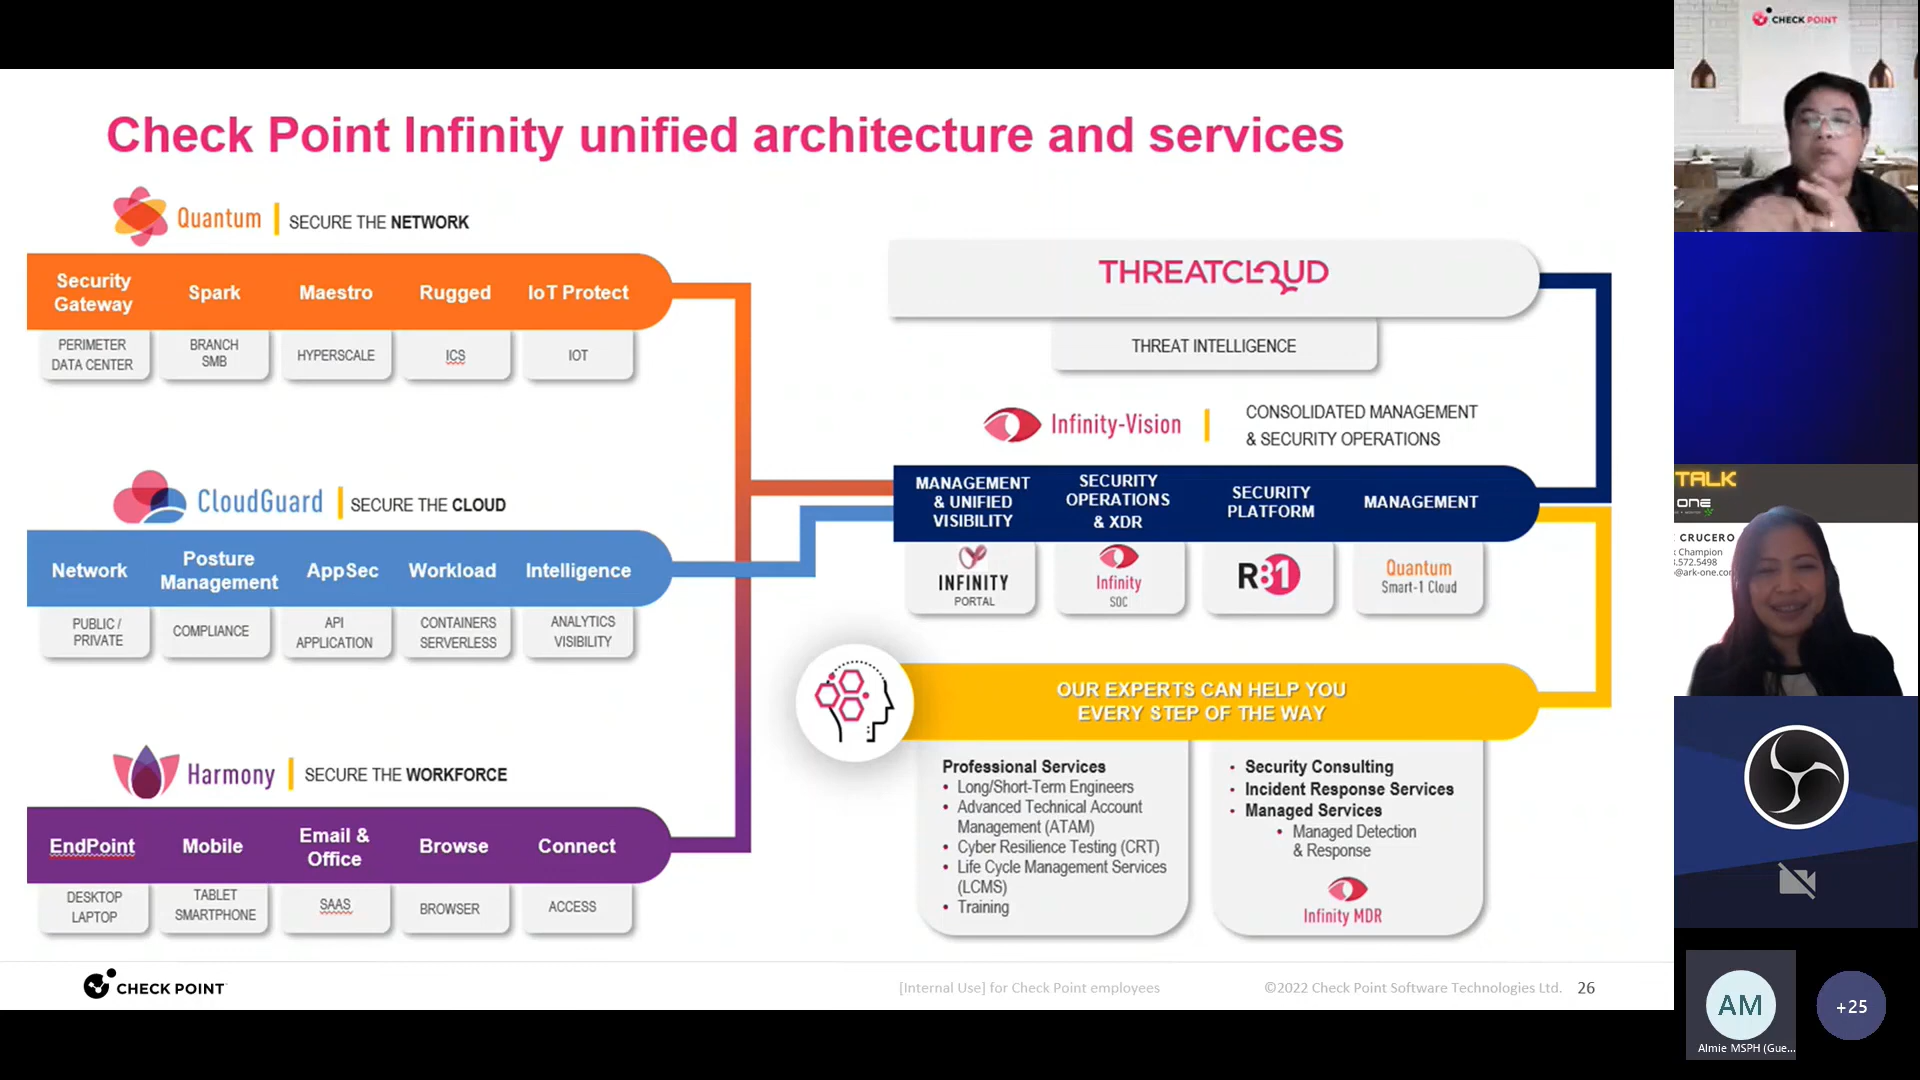 Check Point Infinity unified architecture and services
Quantum | SECURE THE NETWORK
Security
Gateway
Spark
Maestro
Rugged
IoT Protect
PERIMETER
DATA CENTER
BRANCH
SMB
HYPERSCALE
ICS
IOT
CloudGuard | SECURE THE CLOUD
Network
Posture
Management
AppSec
Workload
Intelligence
PUBLIC /
PRIVATE
COMPLIANCE
API
APPLICATION
CONTAINERS
SERVERLESS
ANALYTICS
VISIBILITY
Harmony | SECURE THE WORKFORCE
EndPoint
Mobile
Email &
Office
Browse
Connect
DESKTOP
LAPTOP
TABLET
SMARTPHONE
SAAS
BROWSER
ACCESS
THREATCLOUD
THREAT INTELLIGENCE
Infinity-Vision
CONSOLIDATED MANAGEMENT
& SECURITY OPERATIONS
MANAGEMENT
& UNIFIED
VISIBILITY
SECURITY
OPERATIONS
& XDR
SECURITY
PLATFORM
MANAGEMENT
INFINITY
PORTAL
Infinity
SOC
R81
Quantum
Smart-1 Cloud
OUR EXPERTS CAN HELP YOU
EVERY STEP OF THE WAY
Professional Services
• Long/Short-Term Engineers
• Advanced Technical Account
Management (ATAM)
• Cyber Resilience Testing (CRT)
• Life Cycle Management Services
(LCMS)
• Training
• Security Consulting
• Incident Response Services
• Managed Services
• Managed Detection
& Response
Infinity MDR
CHECK POINT
[Internal Use] for Check Point employees
©2022 Check Point Software Technologies Ltd.
26
CHECK POINT
TALK
ONE
CRUCERO
Champion
.572.5498
@ark-one.com
AM
Almie MSPH (Gue...
+25